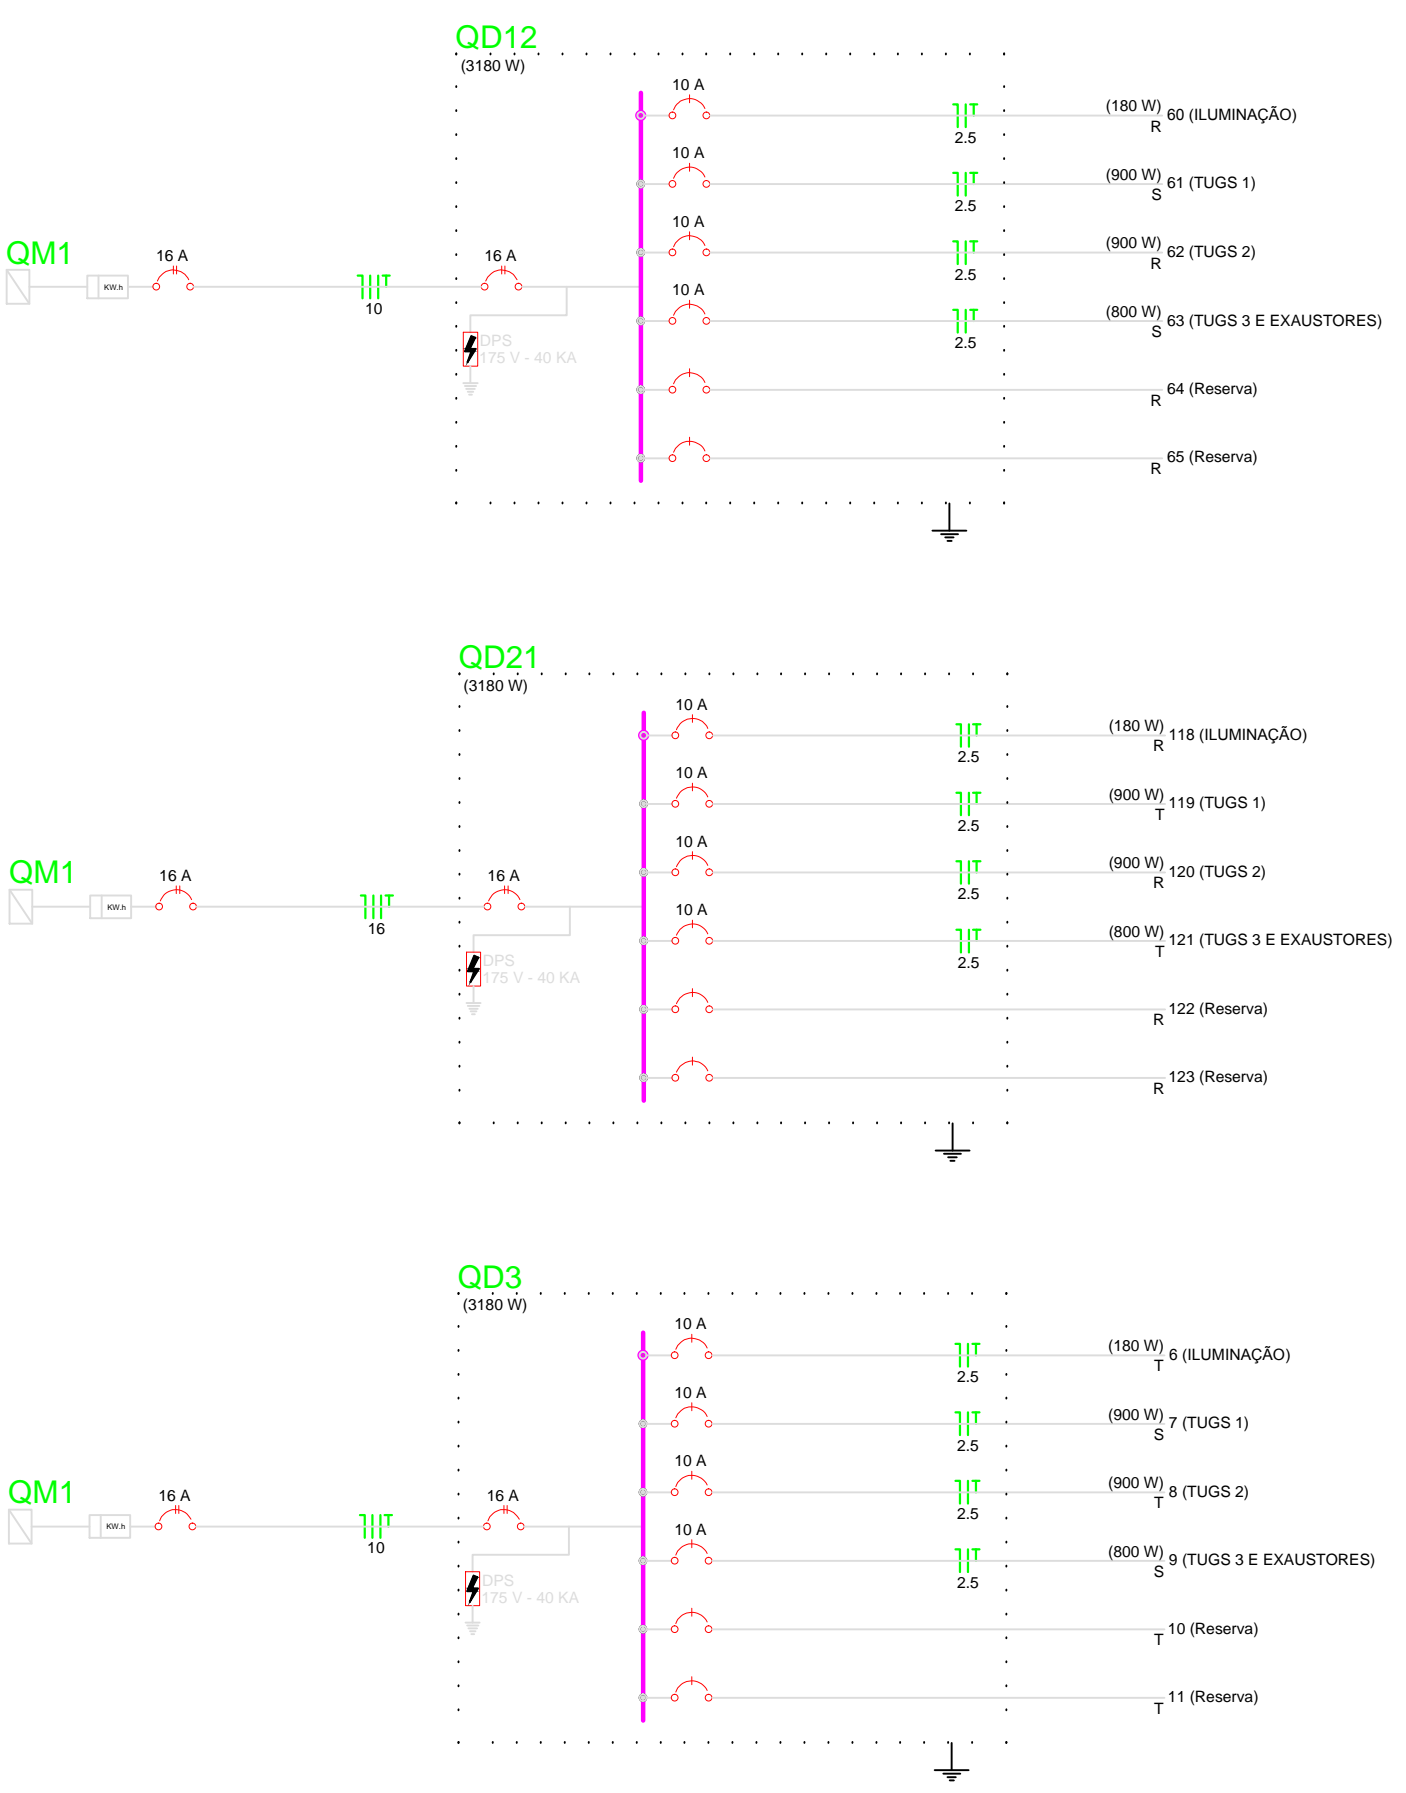 QD12
(3180 W)
10 A
(180 W)
R
60 (ILUMINAÇÃO)
2.5
10 A
(900 W)
S
61 (TUGS 1)
2.5
10 A
(900 W)
R
62 (TUGS 2)
2.5
QM1
KW.h
16 A
10
16 A
10 A
(800 W)
S
63 (TUGS 3 E EXAUSTORES)
2.5
DPS
175 V - 40 KA
64 (Reserva)
R
65 (Reserva)
R
QD21
(3180 W)
10 A
(180 W)
R
118 (ILUMINAÇÃO)
2.5
10 A
(900 W)
T
119 (TUGS 1)
2.5
10 A
(900 W)
R
120 (TUGS 2)
2.5
QM1
KW.h
16 A
16
16 A
10 A
(800 W)
T
121 (TUGS 3 E EXAUSTORES)
2.5
DPS
175 V - 40 KA
122 (Reserva)
R
123 (Reserva)
R
QD3
(3180 W)
10 A
(180 W)
T
6 (ILUMINAÇÃO)
2.5
10 A
(900 W)
S
7 (TUGS 1)
2.5
10 A
(900 W)
T
8 (TUGS 2)
2.5
QM1
KW.h
16 A
10
16 A
10 A
(800 W)
S
9 (TUGS 3 E EXAUSTORES)
2.5
DPS
175 V - 40 KA
10 (Reserva)
T
11 (Reserva)
T